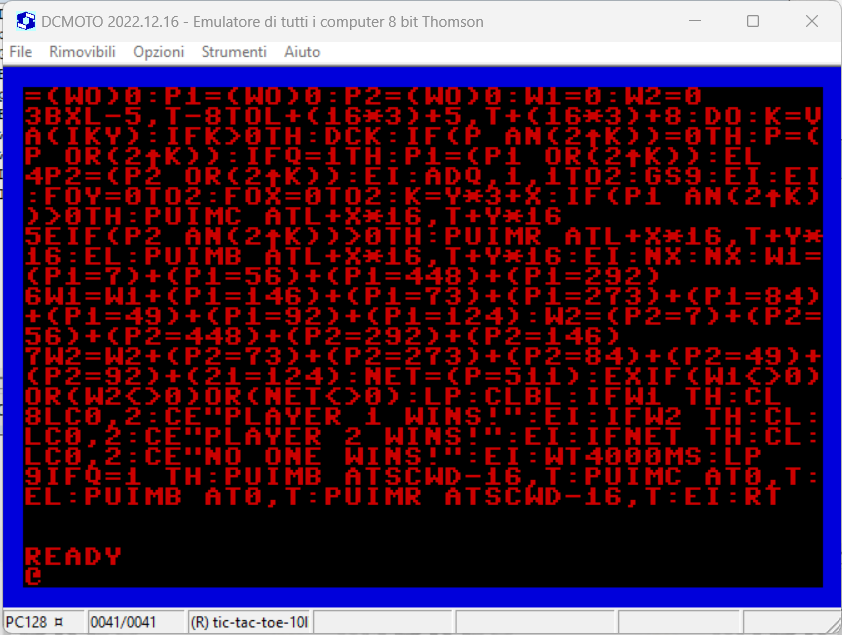 DCMOTO 2022.12.16 - Emulatore di tutti i computer 8 bit Thomson
File Rimovibili Opzioni Strumenti Aiuto
=(WO)0:P1=(WO)0:P2=(WO)0:W1=0:W2=0
3BXL-5,T-8TOL+(16*3)+5,T+(16*3)+8:DO:K=V
A(IKY):IFK>0TH:DCK:IF(P AN(2↑K))=0TH:P=(
P OR(2↑K)):IFQ=1TH:P1=(P1 OR(2↑K)):EL
4P2=(P2 OR(2↑K)) EI:ADQ,1,1TO2:GS9:EI:EI
:FOY=0TO2:FOX=0TO2:K=Y*3+X:IF(P1 AN(2↑K)
)>0TH:PUIMC ATL+X*16,T+Y*16
5EIF(P2 AN(2↑K))>0TH:PUIMR ATL+X*16,T+Y*
16:EL:PUIMB ATL+X*16,T+Y*16:EI:NX:NX:W1=
(P1=7)+(P1=56)+(P1=448)+(P1=292)
6W1=W1+(P1=146)+(P1=73)+(P1=273)+(P1=84)
+(P1=49)+(P1=92)+(P1=124):W2=(P2=7)+(P2=
56)+(P2=448)+(P2=292)+(P2=146)
7W2=W2+(P2=73)+(P2=273)+(P2=84)+(P2=49)+
(P2=92)+(21=124):NET=(P=511):EXIF(W1<>0)
OR(W2<>0)OR(NET<>0):LP:CLBL:IFW1 TH:CL
8LC0,2:CE"PLAYER 1 WINS!":EI:IFW2 TH:CL:
LC0,2:CE"PLAYER 2 WINS!":EI:IFNET TH:CL:
LC0,2:CE"NO ONE WINS!":EI:WT4000MS:LP
9IFQ=1 TH:PUIMB ATSCWD-16,T:PUIMC AT0,T:
EL:PUIMB AT0,T:PUIMR ATSCWD-16,T:EI:RT
READY
@
PC128 ¤ 0041/0041 (R) tic-tac-toe-10l